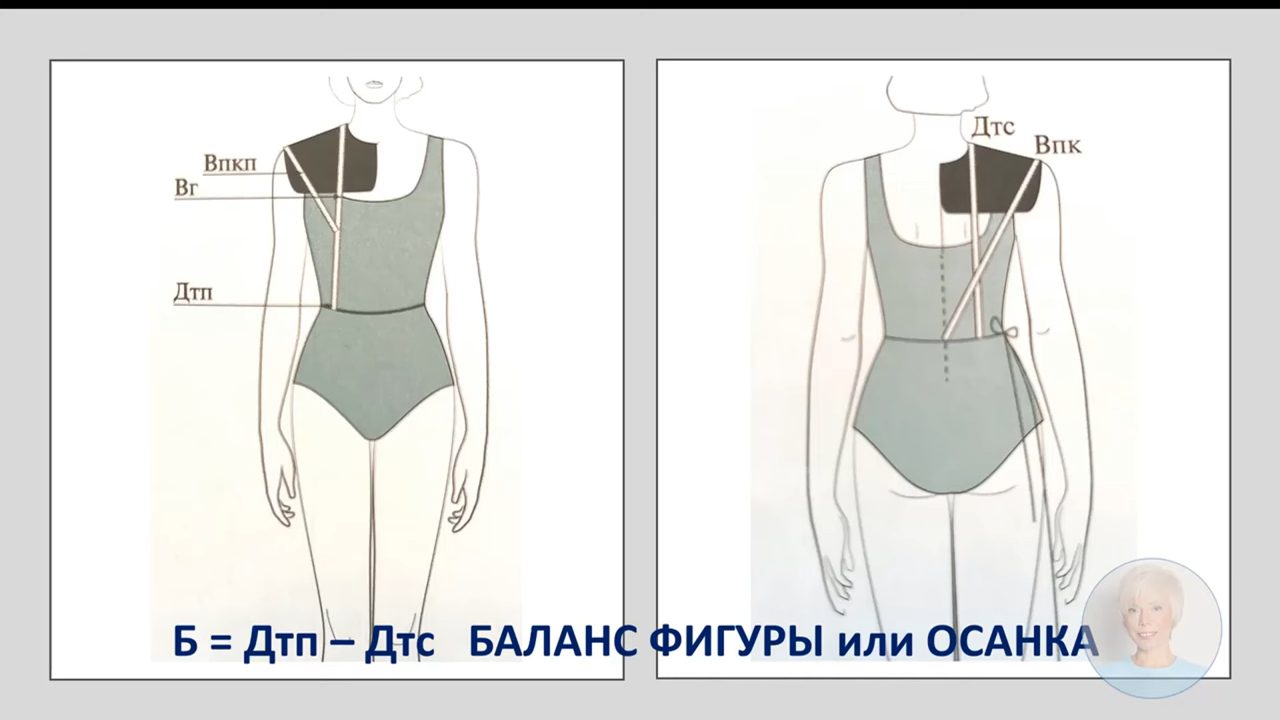 Впкп
Вг
Дтп
Дтс
Впк
Б = Дтп – Дтс БАЛАНС ФИГУРЫ или ОСАНКА